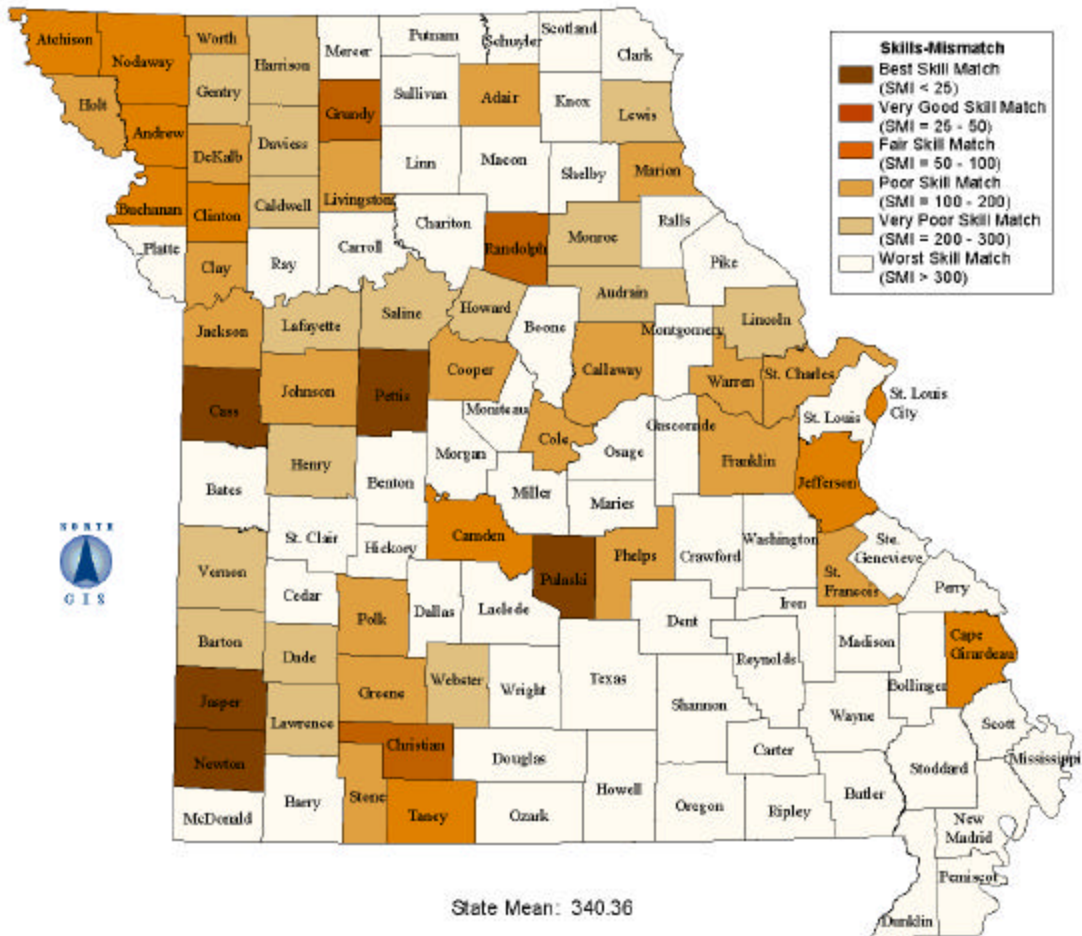 Atchison
Nodaway
Worth
Harrison
Mercer
Putnam
Schuyler
Scotland
Clark
Holt
Gentry
Grundy
Sullivan
Adair
Knox
Lewis
Andrew
DeKalb
Daviess
Linn
Macon
Shelby
Marion
Buchanan
Clinton
Caldwell
Livingston
Chariton
Randolph
Monroe
Ralls
Platte
Clay
Ray
Carroll
Pike
Jackson
Lafayette
Saline
Howard
Boone
Audrain
Montgomery
Lincoln
Cass
Johnson
Pettis
Cooper
Moniteau
Callaway
Warren
St. Charles
St. Louis
St. Louis
City
Cole
Osage
Gasconade
Franklin
Jefferson
Bates
Henry
Benton
Morgan
Miller
Maries
St. Clair
Hickory
Camden
Pulaski
Phelps
Crawford
Washington
Ste.
Genevieve
St.
Francois
Perry
Vernon
Cedar
Polk
Dallas
Laclede
Dent
Iron
Madison
Cape
Girardeau
Barton
Dade
Greene
Webster
Wright
Texas
Shannon
Reynolds
Wayne
Bollinger
Scott
Mississippi
Jasper
Lawrence
Christian
Douglas
Carter
Stoddard
Newton
McDonald
Barry
Stone
Taney
Ozark
Howell
Oregon
Ripley
Butler
New
Madrid
Pemiscot
Dunklin
Skills-Mismatch
Best Skill Match
(SMI < 25)
Very Good Skill Match
(SMI = 25 - 50)
Fair Skill Match
(SMI = 50 - 100)
Poor Skill Match
(SMI = 100 - 200)
Very Poor Skill Match
(SMI = 200 - 300)
Worst Skill Match
(SMI > 300)
NORTH
GIS
State Mean: 340.36